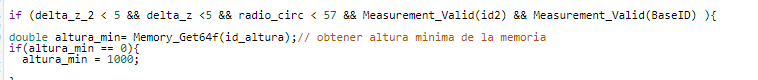 if (delta_z_2 < 5 && delta_z <5 && radio_circ < 57 && Measurement_Valid(id2) && Measurement_Valid(BaseID) ){
double altura_min= Memory_Get64f(id_altura);// obtener altura minima de la memoria
if(altura_min == 0){
altura_min = 1000;
}